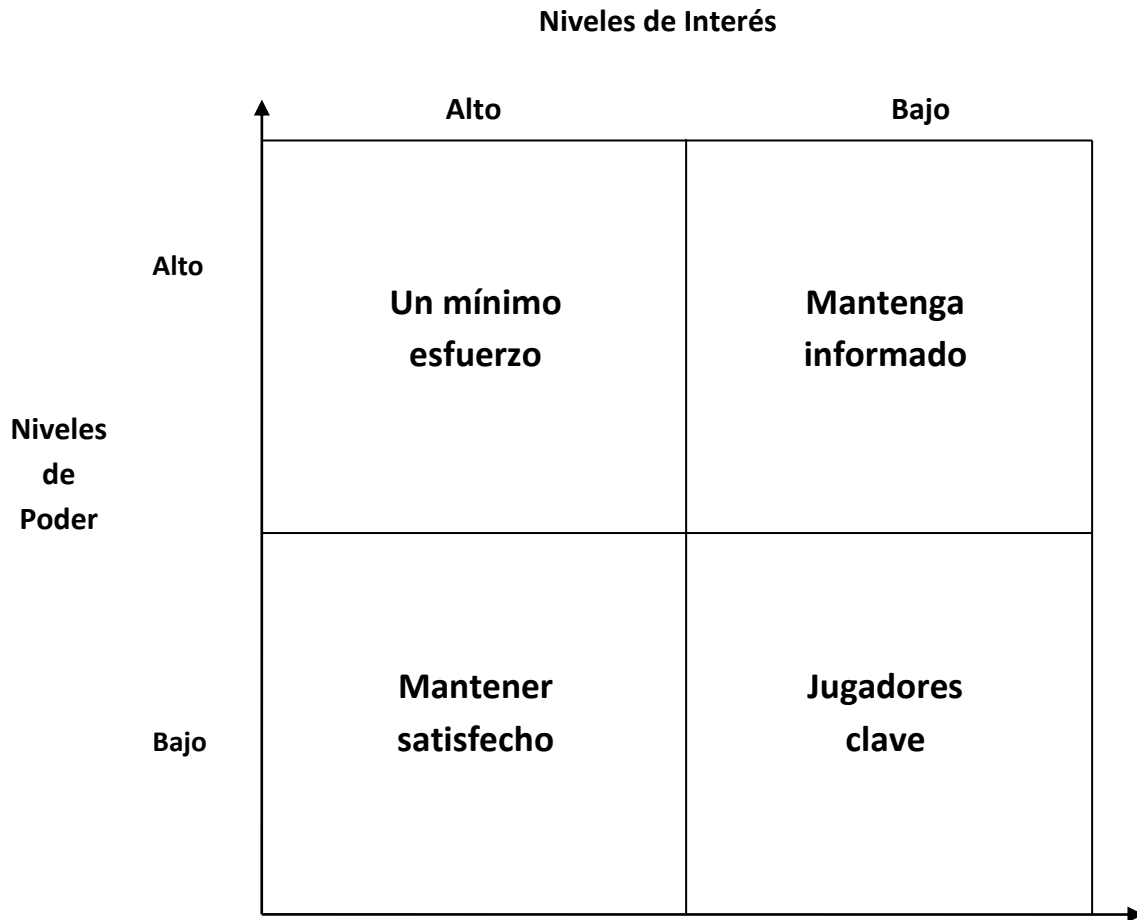 Niveles de Interés
Alto
Bajo
Alto
Un mínimo
esfuerzo
Mantenga
informado
Niveles
de
Poder
Mantener
satisfecho
Jugadores
clave
Bajo